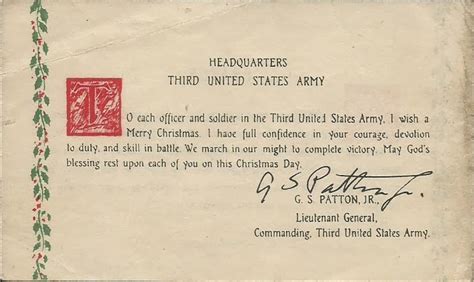 HEADQUARTERS
THIRD UNITED STATES ARMY
TO each officer and soldier in the Third United States Army, I wish a
Merry Christmas. I have full confidence in your courage, devotion
to duty, and skill in battle. We march in our might to complete victory. May God's
blessing rest upon each of you on this Christmas Day.
G S Patton Jr.
G. S. PATTON, JR.,
Lieutenant General,
Commanding, Third United States Army.